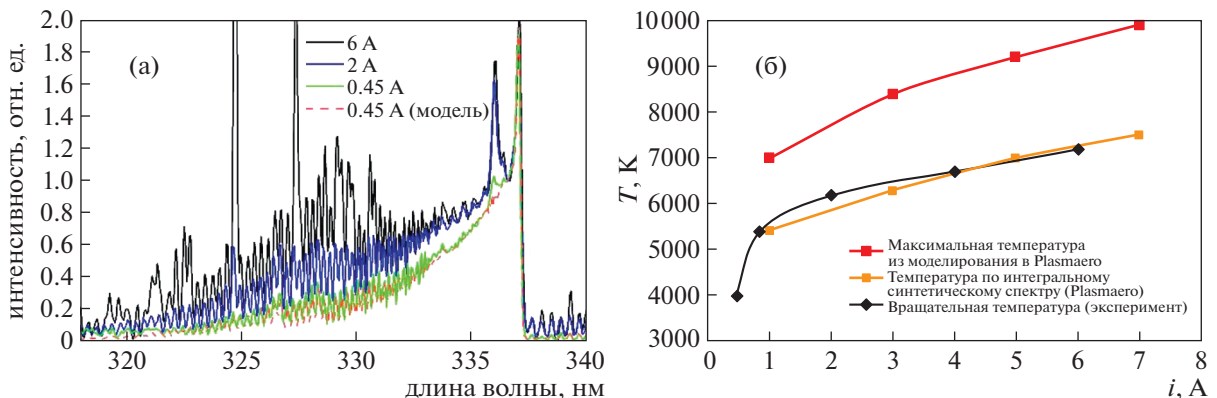 интенсивность, отн. ед.
2.0
1.8
1.6
1.4
1.2
1.0
0.8
0.6
0.4
0.2
0
(а)
6 А
2 А
0.45 А
0.45 А (модель)
320
325
330
335
340
длина волны, нм
T, К
10000
9000
8000
7000
6000
5000
4000
3000
(б)
Максимальная температура
из моделирования в Plasmaero
Температура по интегральному
синтетическому спектру (Plasmaero)
Вращательная температура (эксперимент)
0
1
2
3
4
5
6
7
8
i, А